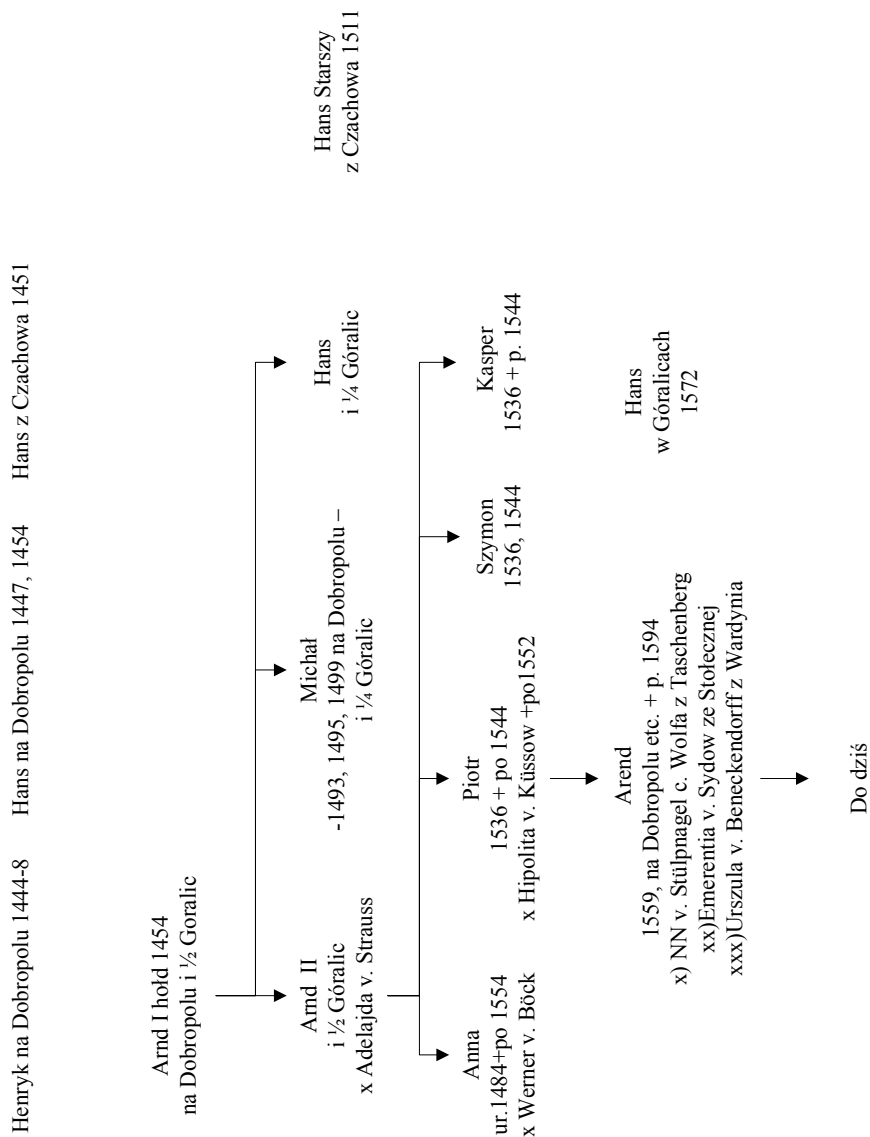 Henryk na Dobropolu 1444-8 Hans na Dobropolu 1447, 1454 Hans z Czachowa 1451
Arnd I hołd 1454
na Dobropolu i ½ Goralic
Arnd II
i ½ Góralic
x Adelajda v. Strauss
Michał
-1493, 1495, 1499 na Dobropolu –
i ¼ Góralic
Hans
i ¼ Góralic
Hans Starszy
z Czachowa 1511
Anna
ur.1484+po 1554
x Werner v. Böck
Piotr
1536 + po 1544
x Hipolita v. Küssow +po1552
Szymon
1536, 1544
Kasper
1536 + p. 1544
Arend
1559, na Dobropolu etc. + p. 1594
x) NN v. Stülpnagel c. Wolfa z Taschenberg
xx)Emerentia v. Sydow ze Stołecznej
xxx)Urszula v. Beneckendorff z Wardynia
Hans
w Góralicach
1572
Do dziś